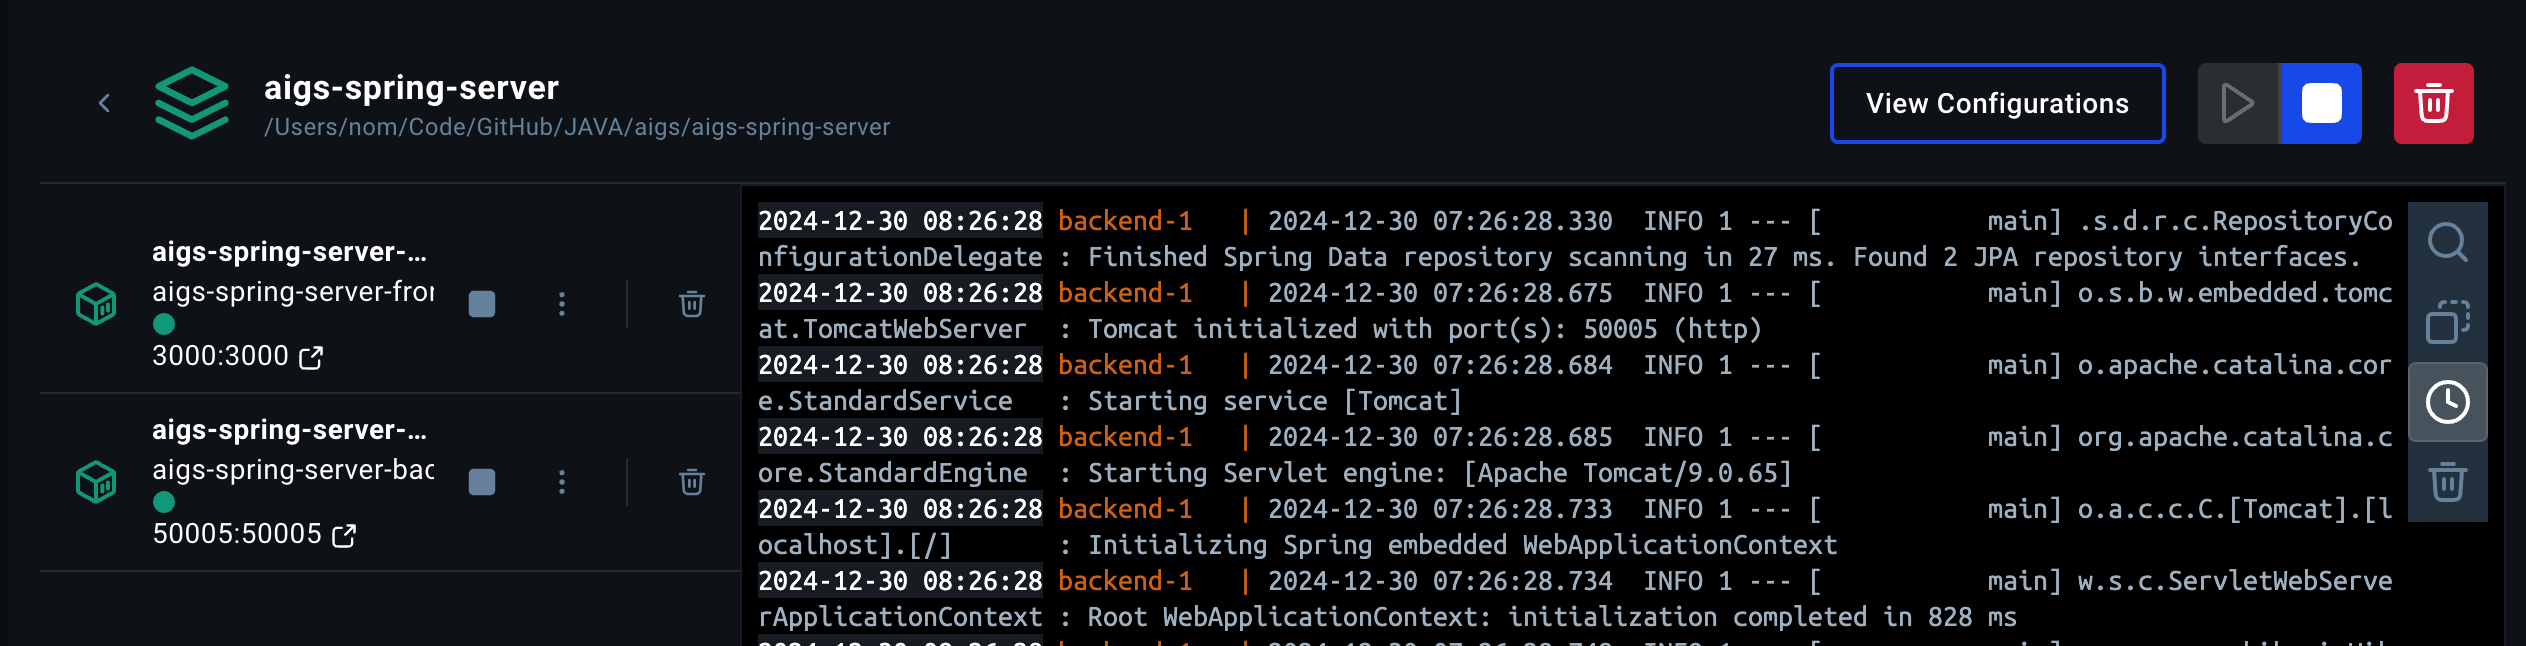 aigs-spring-server
/Users/nom/Code/GitHub/JAVA/aigs/aigs-spring-server
View Configurations
aigs-spring-server-...
aigs-spring-server-fror
3000:3000
aigs-spring-server-...
aigs-spring-server-bac
50005:50005
2024-12-30 08:26:28 backend-1   | 2024-12-30 07:26:28.330  INFO 1 --- [           main] .s.d.r.c.RepositoryCo
nfigurationDelegate : Finished Spring Data repository scanning in 27 ms. Found 2 JPA repository interfaces.
2024-12-30 08:26:28 backend-1   | 2024-12-30 07:26:28.675  INFO 1 --- [           main] o.s.b.w.embedded.tomc
at.TomcatWebServer  : Tomcat initialized with port(s): 50005 (http)
2024-12-30 08:26:28 backend-1   | 2024-12-30 07:26:28.684  INFO 1 --- [           main] o.apache.catalina.cor
e.StandardService   : Starting service [Tomcat]
2024-12-30 08:26:28 backend-1   | 2024-12-30 07:26:28.685  INFO 1 --- [           main] org.apache.catalina.c
ore.StandardEngine  : Starting Servlet engine: [Apache Tomcat/9.0.65]
2024-12-30 08:26:28 backend-1   | 2024-12-30 07:26:28.733  INFO 1 --- [           main] o.a.c.c.C.[Tomcat].[l
ocalhost].[/]       : Initializing Spring embedded WebApplicationContext
2024-12-30 08:26:28 backend-1   | 2024-12-30 07:26:28.734  INFO 1 --- [           main] w.s.c.ServletWebServe
rApplicationContext : Root WebApplicationContext: initialization completed in 828 ms